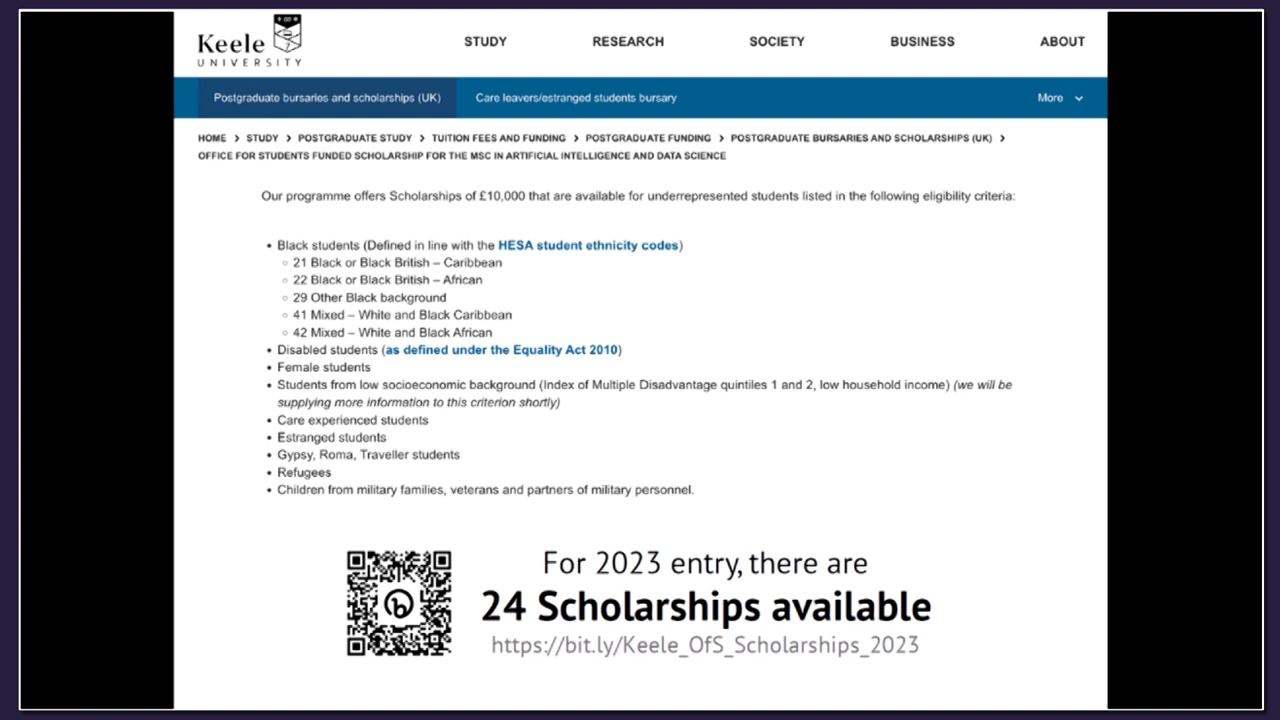 Keele
UNIVERSITY
STUDY
RESEARCH
SOCIETY
BUSINESS
ABOUT
Postgraduate bursaries and scholarships (UK)
Care leavers/estranged students bursary
More
HOME > STUDY > POSTGRADUATE STUDY > TUITION FEES AND FUNDING > POSTGRADUATE FUNDING > POSTGRADUATE BURSARIES AND SCHOLARSHIPS (UK) >
OFFICE FOR STUDENTS FUNDED SCHOLARSHIP FOR THE MSC IN ARTIFICIAL INTELLIGENCE AND DATA SCIENCE
Our programme offers Scholarships of £10,000 that are available for underrepresented students listed in the following eligibility criteria:
• Black students (Defined in line with the HESA student ethnicity codes)
○ 21 Black or Black British – Caribbean
○ 22 Black or Black British – African
○ 29 Other Black background
○ 41 Mixed – White and Black Caribbean
○ 42 Mixed – White and Black African
• Disabled students (as defined under the Equality Act 2010)
• Female students
• Students from low socioeconomic background (Index of Multiple Disadvantage quintiles 1 and 2, low household income) (we will
supplying more information to this criterion shortly)
• Care experienced students
• Estranged students
• Gypsy, Roma, Traveller students
• Refugees
• Children from military families, veterans and partners of military personnel.
For 2023 entry, there are
24 Scholarships available
https://bit.ly/Keele_OfS_Scholarships_2023